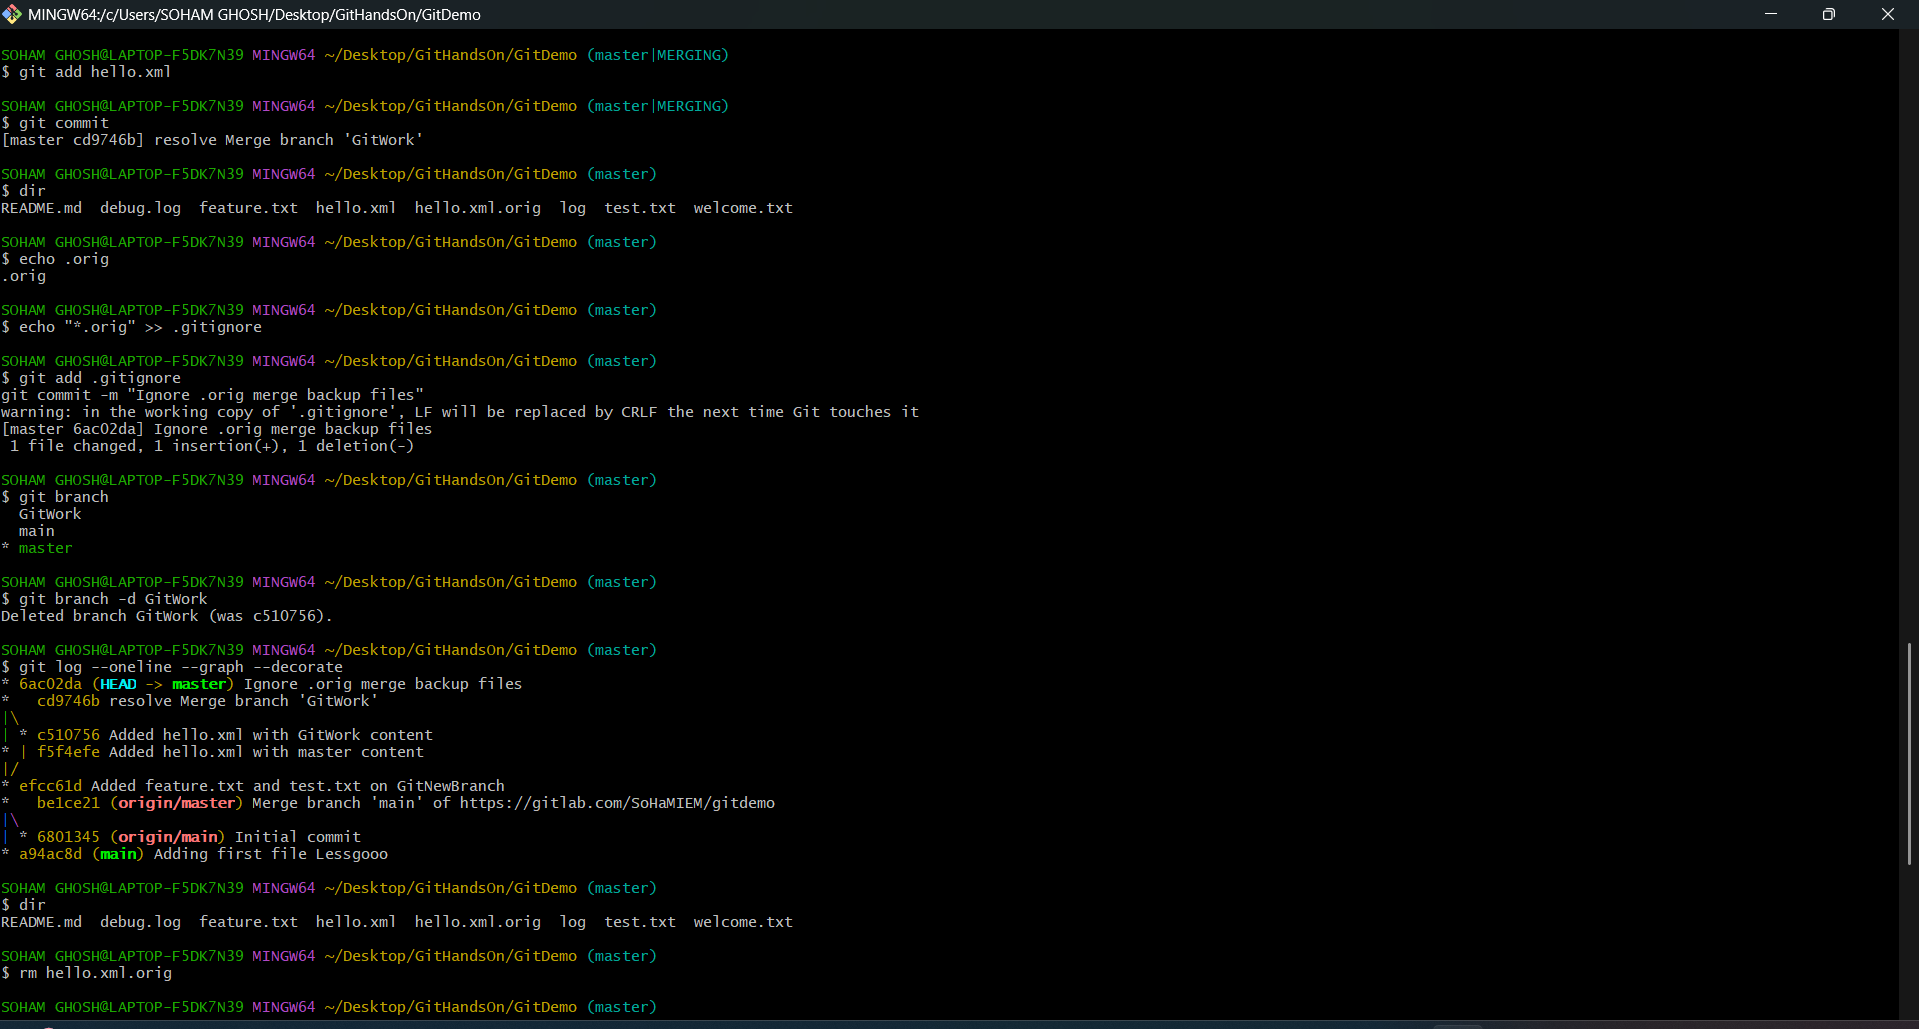 MINGW64:/c/Users/SOHAM GHOSH/Desktop/GitHandsOn/GitDemo
SOHAM GHOSH@LAPTOP-F5DK7N39 MINGW64 ~/Desktop/GitHandsOn/GitDemo (master|MERGING)
$ git add hello.xml
SOHAM GHOSH@LAPTOP-F5DK7N39 MINGW64 ~/Desktop/GitHandsOn/GitDemo (master|MERGING)
$ git commit
[master cd9746b] resolve Merge branch 'GitWork'
SOHAM GHOSH@LAPTOP-F5DK7N39 MINGW64 ~/Desktop/GitHandsOn/GitDemo (master)
$ dir
README.md  debug.log  feature.txt  hello.xml  hello.xml.orig  log  test.txt  welcome.txt
SOHAM GHOSH@LAPTOP-F5DK7N39 MINGW64 ~/Desktop/GitHandsOn/GitDemo (master)
$ echo .orig
.orig
SOHAM GHOSH@LAPTOP-F5DK7N39 MINGW64 ~/Desktop/GitHandsOn/GitDemo (master)
$ echo "*.orig" >> .gitignore
SOHAM GHOSH@LAPTOP-F5DK7N39 MINGW64 ~/Desktop/GitHandsOn/GitDemo (master)
$ git add .gitignore
git commit -m "Ignore .orig merge backup files"
warning: in the working copy of '.gitignore', LF will be replaced by CRLF the next time Git touches it
[master 6ac02da] Ignore .orig merge backup files
 1 file changed, 1 insertion(+), 1 deletion(-)
SOHAM GHOSH@LAPTOP-F5DK7N39 MINGW64 ~/Desktop/GitHandsOn/GitDemo (master)
$ git branch
  GitWork
  main
* master
SOHAM GHOSH@LAPTOP-F5DK7N39 MINGW64 ~/Desktop/GitHandsOn/GitDemo (master)
$ git branch -d GitWork
Deleted branch GitWork (was c510756).
SOHAM GHOSH@LAPTOP-F5DK7N39 MINGW64 ~/Desktop/GitHandsOn/GitDemo (master)
$ git log --oneline --graph --decorate
* 6ac02da (HEAD -> master) Ignore .orig merge backup files
*   cd9746b resolve Merge branch 'GitWork'
|\
| * c510756 Added hello.xml with GitWork content
* | f5f4efe Added hello.xml with master content
|/
* efcc61d Added feature.txt and test.txt on GitNewBranch
*   be1ce21 (origin/master) Merge branch 'main' of https://gitlab.com/SoHaMIEM/gitdemo
|\
| * 6801345 (origin/main) Initial commit
* a94ac8d (main) Adding first file Lessgooo
SOHAM GHOSH@LAPTOP-F5DK7N39 MINGW64 ~/Desktop/GitHandsOn/GitDemo (master)
$ dir
README.md  debug.log  feature.txt  hello.xml  hello.xml.orig  log  test.txt  welcome.txt
SOHAM GHOSH@LAPTOP-F5DK7N39 MINGW64 ~/Desktop/GitHandsOn/GitDemo (master)
$ rm hello.xml.orig
SOHAM GHOSH@LAPTOP-F5DK7N39 MINGW64 ~/Desktop/GitHandsOn/GitDemo (master)